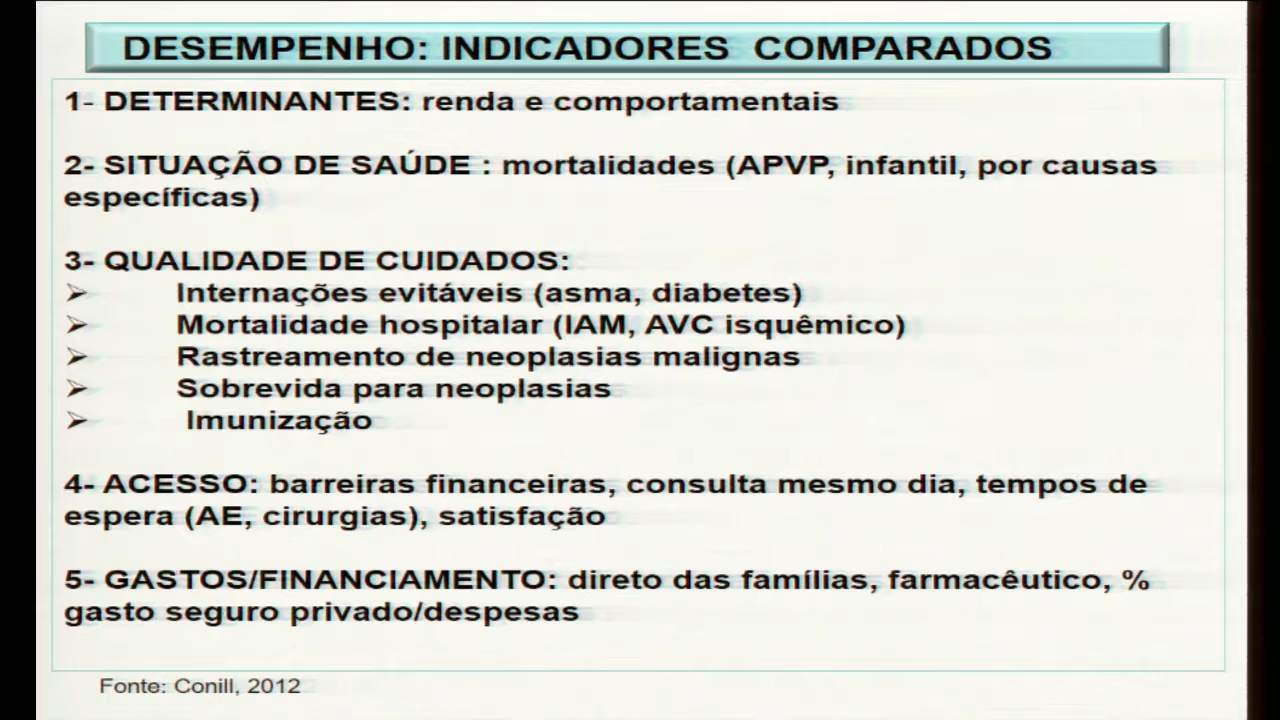 DESEMPENHO: INDICADORES COMPARADOS
1- DETERMINANTES: renda e comportamentais
2- SITUAÇÃO DE SAÚDE : mortalidades (APVP, infantil, por causas
específicas)
3- QUALIDADE DE CUIDADOS:
➢ Internações evitáveis (asma, diabetes)
➢ Mortalidade hospitalar (IAM, AVC isquêmico)
➢ Rastreamento de neoplasias malignas
➢ Sobrevida para neoplasias
➢ Imunização
4- ACESSO: barreiras financeiras, consulta mesmo dia, tempos de
espera (AE, cirurgias), satisfação
5- GASTOS/FINANCIAMENTO: direto das famílias, farmacêutico, %
gasto seguro privado/despesas
Fonte: Conill, 2012